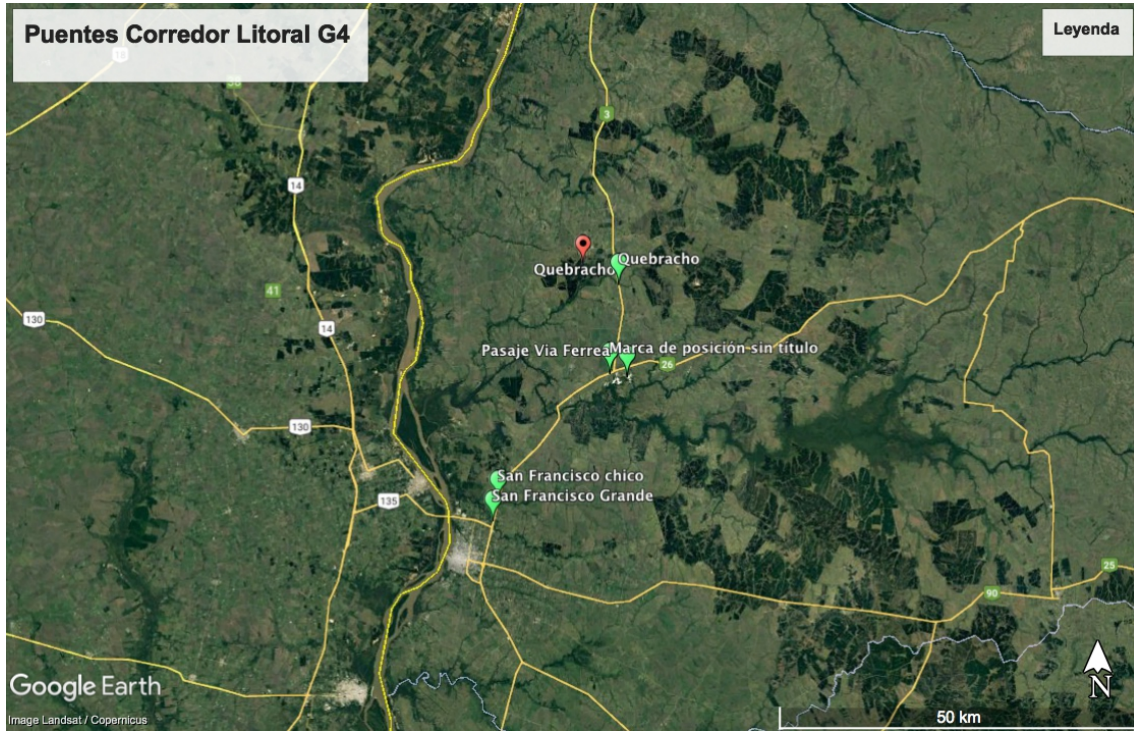 Puentes Corredor Litoral G4
Leyenda
18
3
14
41
130
14
Quebracho
Quebracho
Pasaje Via Ferrea
Marca de posición sin título
26
130
San Francisco chico
135
San Francisco Grande
25
90
N
Google Earth
Image Landsat / Copernicus
50 km